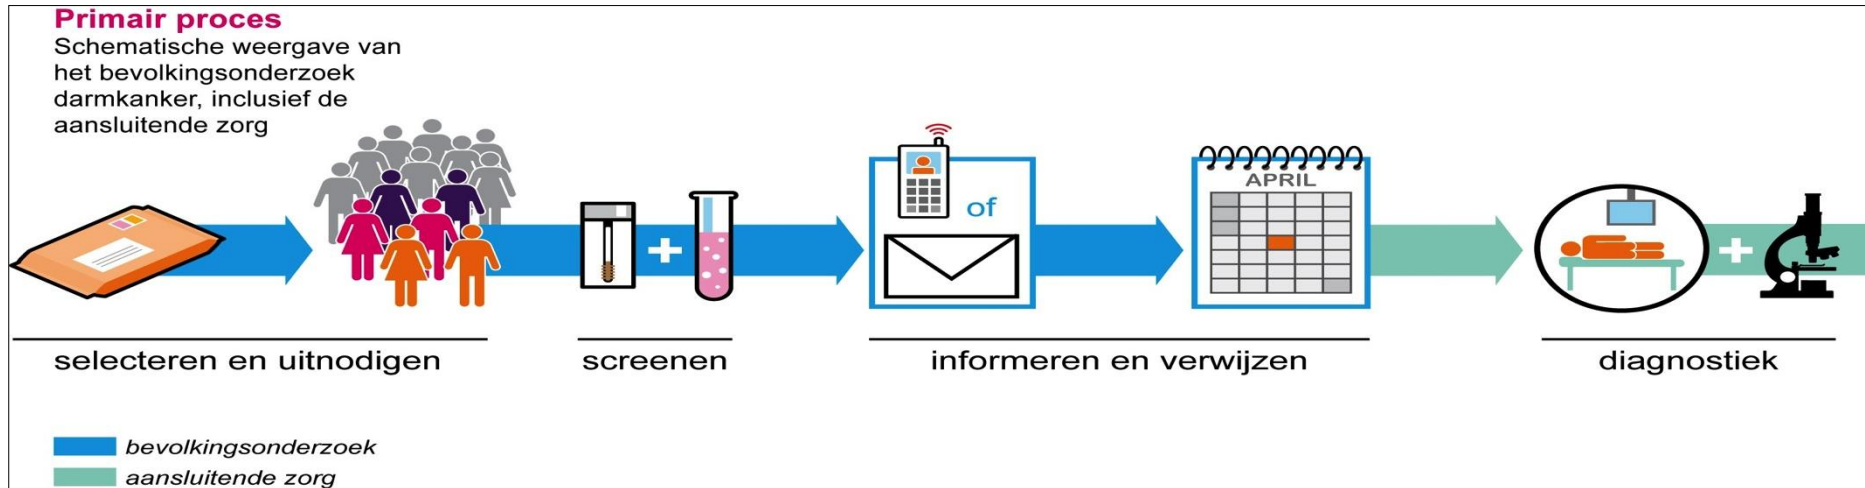 Primair proces
Schematische weergave van
het bevolkingsonderzoek
darmkanker, inclusief de
aansluitende zorg
of
APRIL
selecteren en uitnodigen
screenen
informeren en verwijzen
diagnostiek
bevolkingsonderzoek
aansluitende zorg